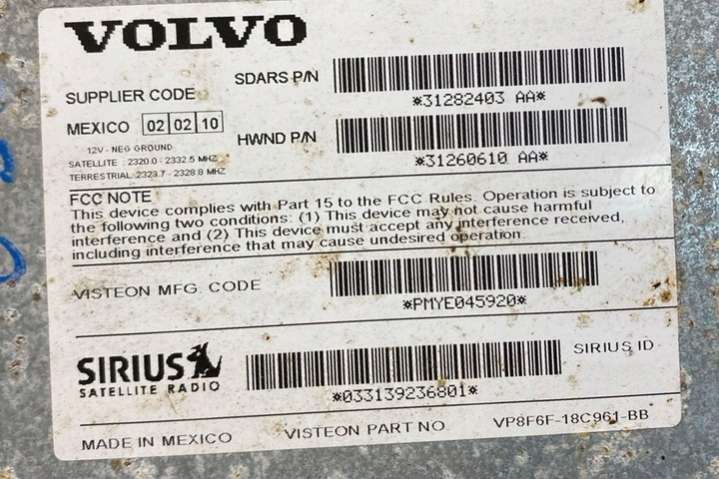 VOLVO
SUPPLIER CODE
SDARS P/N
*31282403 AA*
MEXICO 02 02 10
HWND P/N
*31260610 AA*
12V - NEG GROUND
SATELLITE : 2320.0 - 2332.5 MHZ
TERRESTRIAL : 2323.7 - 2328.8 MHZ
FCC NOTE
This device complies with Part 15 to the FCC Rules. Operation is subject to
the following two conditions: (1) This device may not cause harmful
interference and (2) This device must accept any interference received,
including interference that may cause undesired operation.
VISTEON MFG. CODE
*PMYE045920*
SIRIUS
SATELLITE RADIO
*033139236801*
SIRIUS ID
MADE IN MEXICO VISTEON PART NO. VP8F6F-18C961-BB